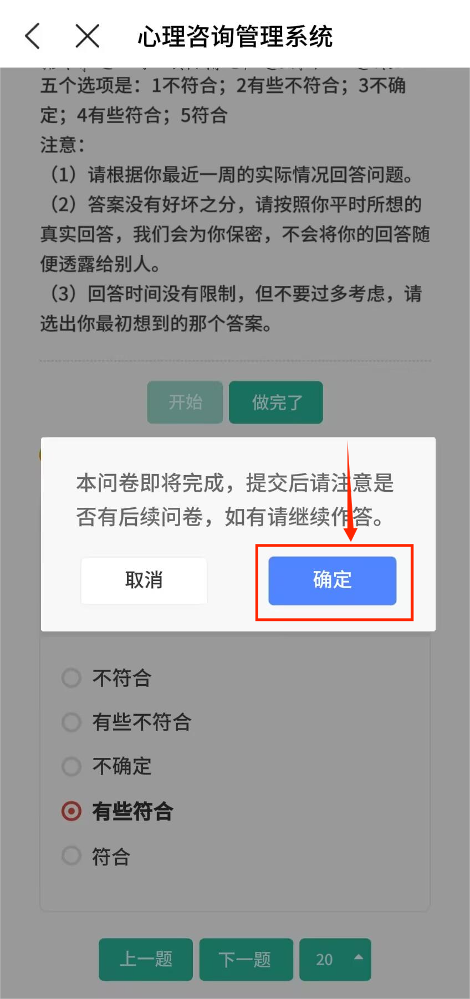 心理咨询管理系统
五个选项是：1不符合；2有些不符合；3不确
定；4有些符合；5符合
注意：
（1）请根据你最近一周的实际情况回答问题。
（2）答案没有好坏之分，请按照你平时所想的
真实回答，我们会为你保密，不会将你的回答随
便透露给别人。
（3）回答时间没有限制，但不要过多考虑，请
选出你最初想到的那个答案。
开始
做完了
本问卷即将完成，提交后请注意是
否有后续问卷，如有请继续作答。
取消
确定
不符合
有些不符合
不确定
有些符合
符合
上一题
下一题
20